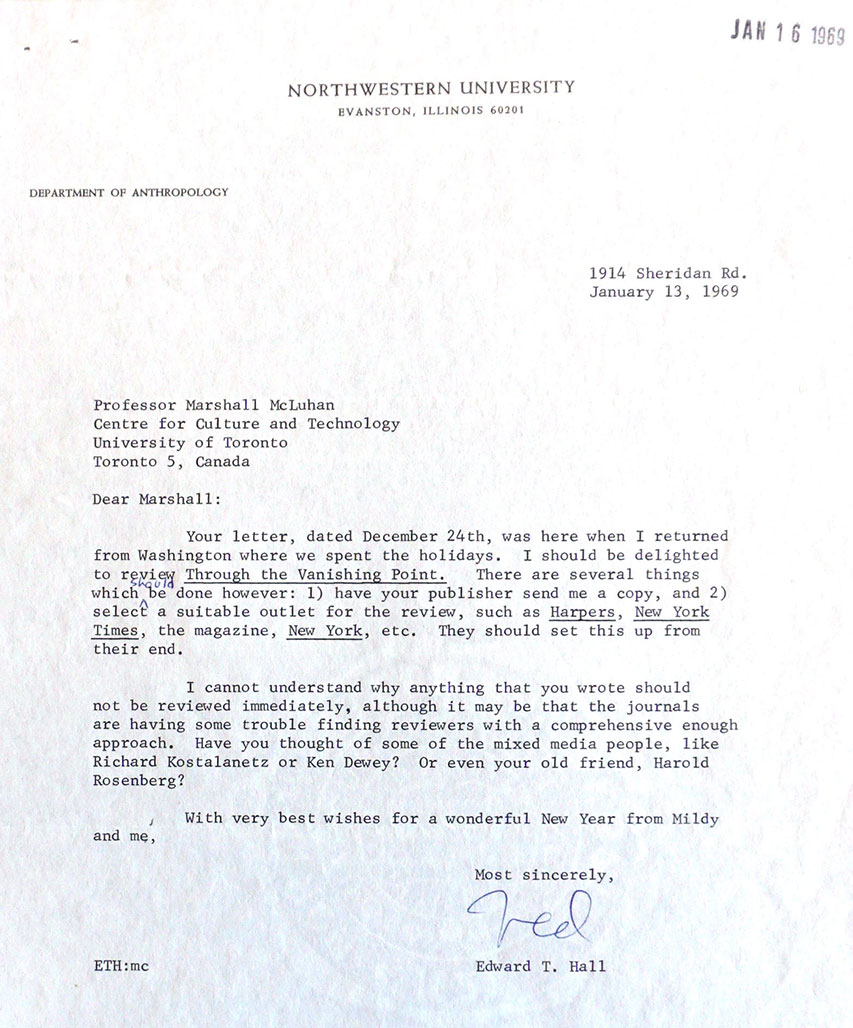 JAN 16 1969
NORTHWESTERN UNIVERSITY
EVANSTON, ILLINOIS 60201
DEPARTMENT OF ANTHROPOLOGY
1914 Sheridan Rd.
January 13, 1969
Professor Marshall McLuhan
Centre for Culture and Technology
University of Toronto
Toronto 5, Canada
Dear Marshall:
Your letter, dated December 24th, was here when I returned
from Washington where we spent the holidays. I should be delighted
to review Through the Vanishing Point. There are several things
which should be done however: 1) have your publisher send me a copy, and 2)
select a suitable outlet for the review, such as Harpers, New York
Times, the magazine, New York, etc. They should set this up from
their end.
I cannot understand why anything that you wrote should
not be reviewed immediately, although it may be that the journals
are having some trouble finding reviewers with a comprehensive enough
approach. Have you thought of some of the mixed media people, like
Richard Kostalanetz or Ken Dewey? Or even your old friend, Harold
Rosenberg?
With very best wishes for a wonderful New Year from Mildy
and me,
Most sincerely,
Ted
ETH:mc Edward T. Hall